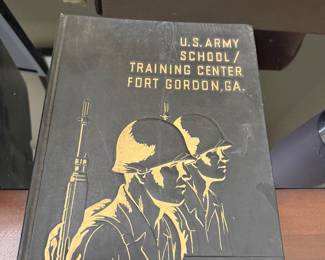 U.S. ARMY
SCHOOL/
TRAINING CENTER
FORT GORDON, GA.